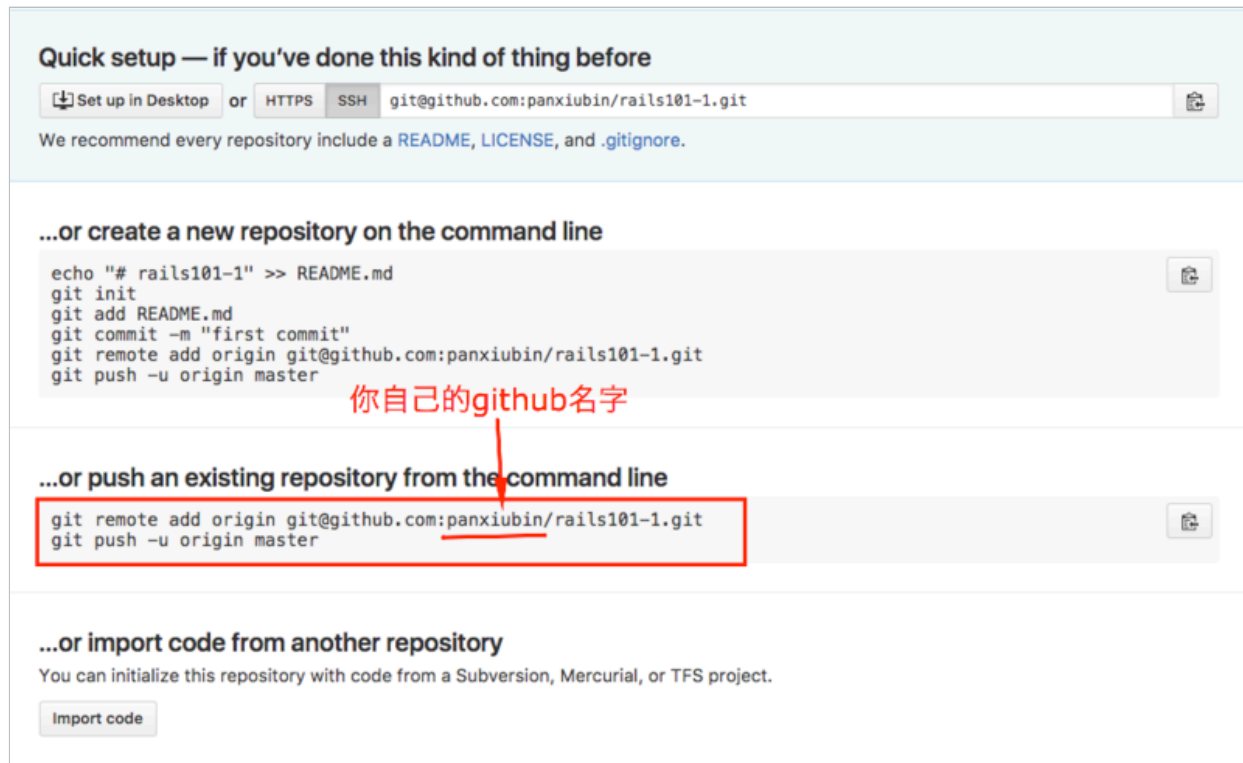 Quick setup — if you've done this kind of thing before
Set up in Desktop or HTTPS SSH git@github.com:panxiubin/rails101-1.git
We recommend every repository include a README, LICENSE, and .gitignore.
...or create a new repository on the command line
echo "# rails101-1" >> README.md
git init
git add README.md
git commit -m "first commit"
git remote add origin git@github.com:panxiubin/rails101-1.git
git push -u origin master
你自己的github名字
...or push an existing repository from the command line
git remote add origin git@github.com:panxiubin/rails101-1.git
git push -u origin master
...or import code from another repository
You can initialize this repository with code from a Subversion, Mercurial, or TFS project.
Import code